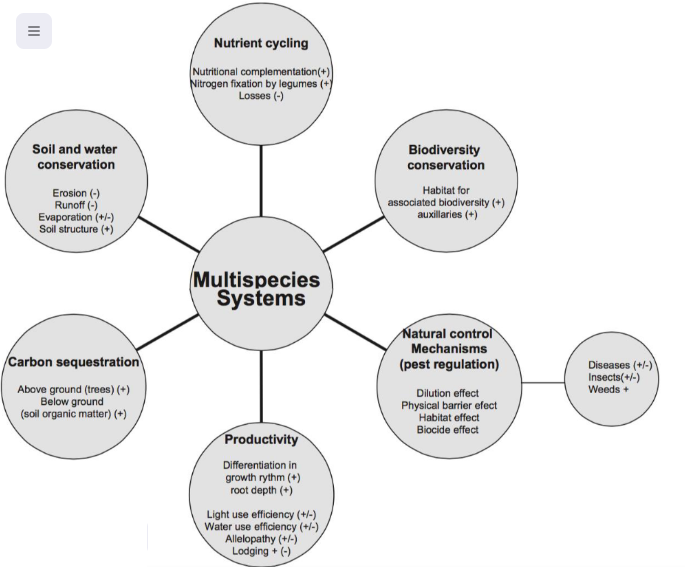 Nutrient cycling
Nutritional complementation(+)
Nitrogen fixation by legumes (+)
Losses (-)
Soil and water
conservation
Erosion (-)
Runoff (-)
Evaporation (+/-)
Soil structure (+)
Biodiversity
conservation
Habitat for
associated biodiversity (+)
auxillaries (+)
Multispecies
Systems
Carbon sequestration
Above ground (trees) (+)
Below ground
(soil organic matter) (+)
Natural control
Mechanisms
(pest regulation)
Dilution effect
Physical barrier efect
Habitat effect
Biocide effect
Diseases (+/-)
Insects(+/-)
Weeds +
Productivity
Differentiation in
growth rythm (+)
root depth (+)
Light use efficiency (+/-)
Water use efficiency (+/-)
Allelopathy (+/-)
Lodging + (-)